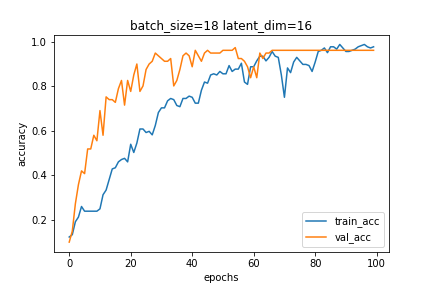 batch_size=18 latent_dim=16
1.0
0.8
0.6
0.4
0.2
accuracy
0 20 40 60 80 100
epochs
train_acc
val_acc